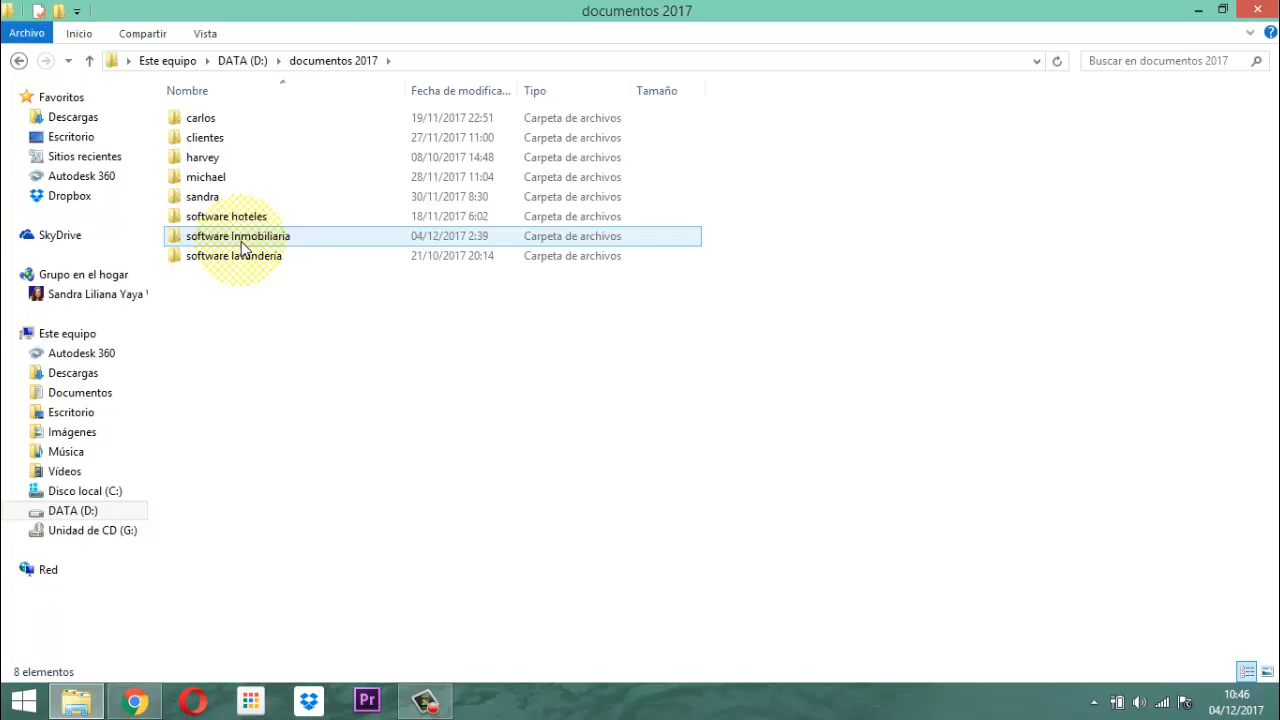 documentos 2017
Archivo Inicio Compartir Vista
Este equipo DATA (D:) documentos 2017 Buscar en documentos 2017
Nombre Fecha de modifica... Tipo Tamaño
Favoritos
Descargas
Escritorio
Sitios recientes
Autodesk 360
Dropbox
SkyDrive
Grupo en el hogar
Sandra Liliana Yaya
Este equipo
Autodesk 360
Descargas
Documentos
Escritorio
Imágenes
Música
Vídeos
Disco local (C:)
DATA (D:)
Unidad de CD (G:)
Red
carlos 19/11/2017 22:51 Carpeta de archivos
clientes 27/11/2017 11:00 Carpeta de archivos
harvey 08/10/2017 14:48 Carpeta de archivos
michael 28/11/2017 11:04 Carpeta de archivos
sandra 30/11/2017 8:30 Carpeta de archivos
software hoteles 18/11/2017 6:02 Carpeta de archivos
software Inmobiliaria 04/12/2017 2:39 Carpeta de archivos
software lavanderia 21/10/2017 20:14 Carpeta de archivos
8 elementos
Pr
10:46
04/12/2017